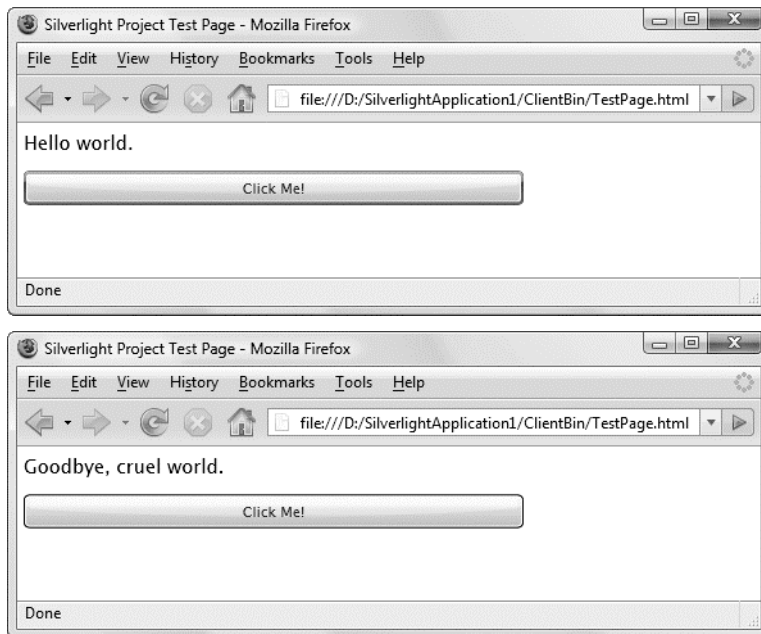 Silverlight Project Test Page - Mozilla Firefox
File Edit View History Bookmarks Tools Help
file:///D:/SilverlightApplication1/ClientBin/TestPage.html
Hello world.
Click Me!
Done
Silverlight Project Test Page - Mozilla Firefox
File Edit View History Bookmarks Tools Help
file:///D:/SilverlightApplication1/ClientBin/TestPage.html
Goodbye, cruel world.
Click Me!
Done